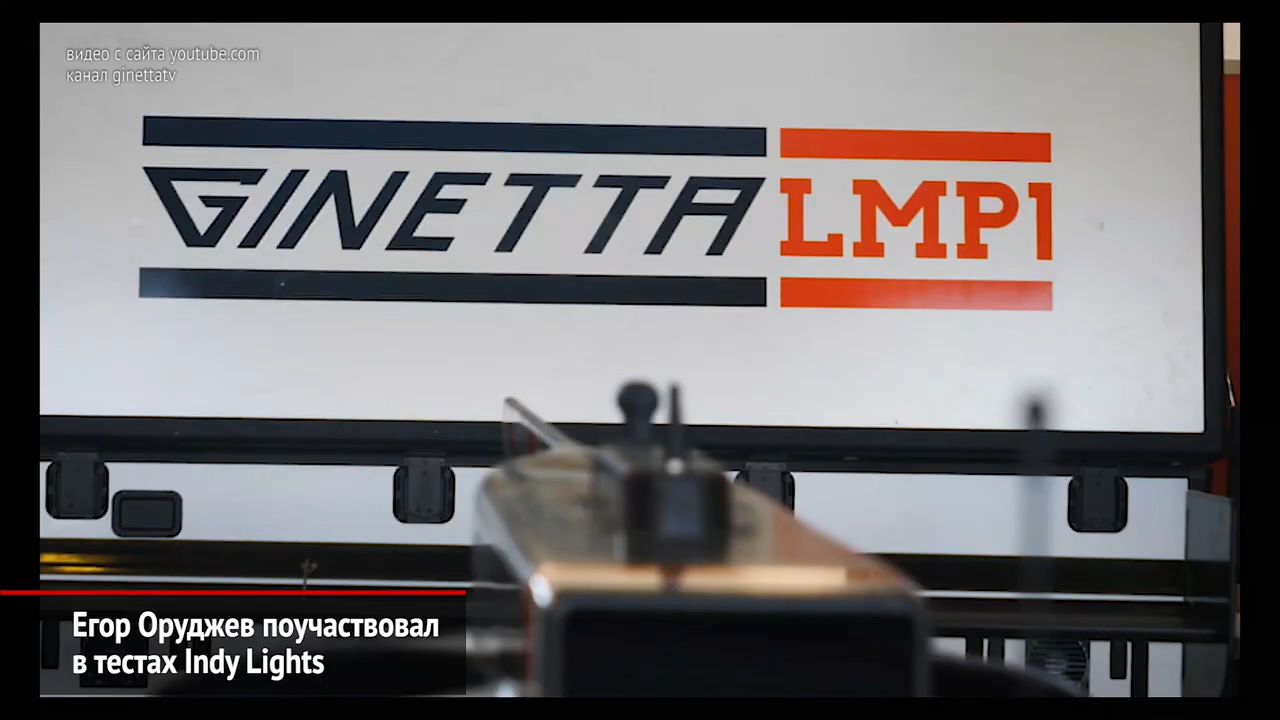 видео с сайта youtube.com
канал ginettatv
GINETTA LMP1
Егор Оруджев поучаствовал
в тестах Indy Lights